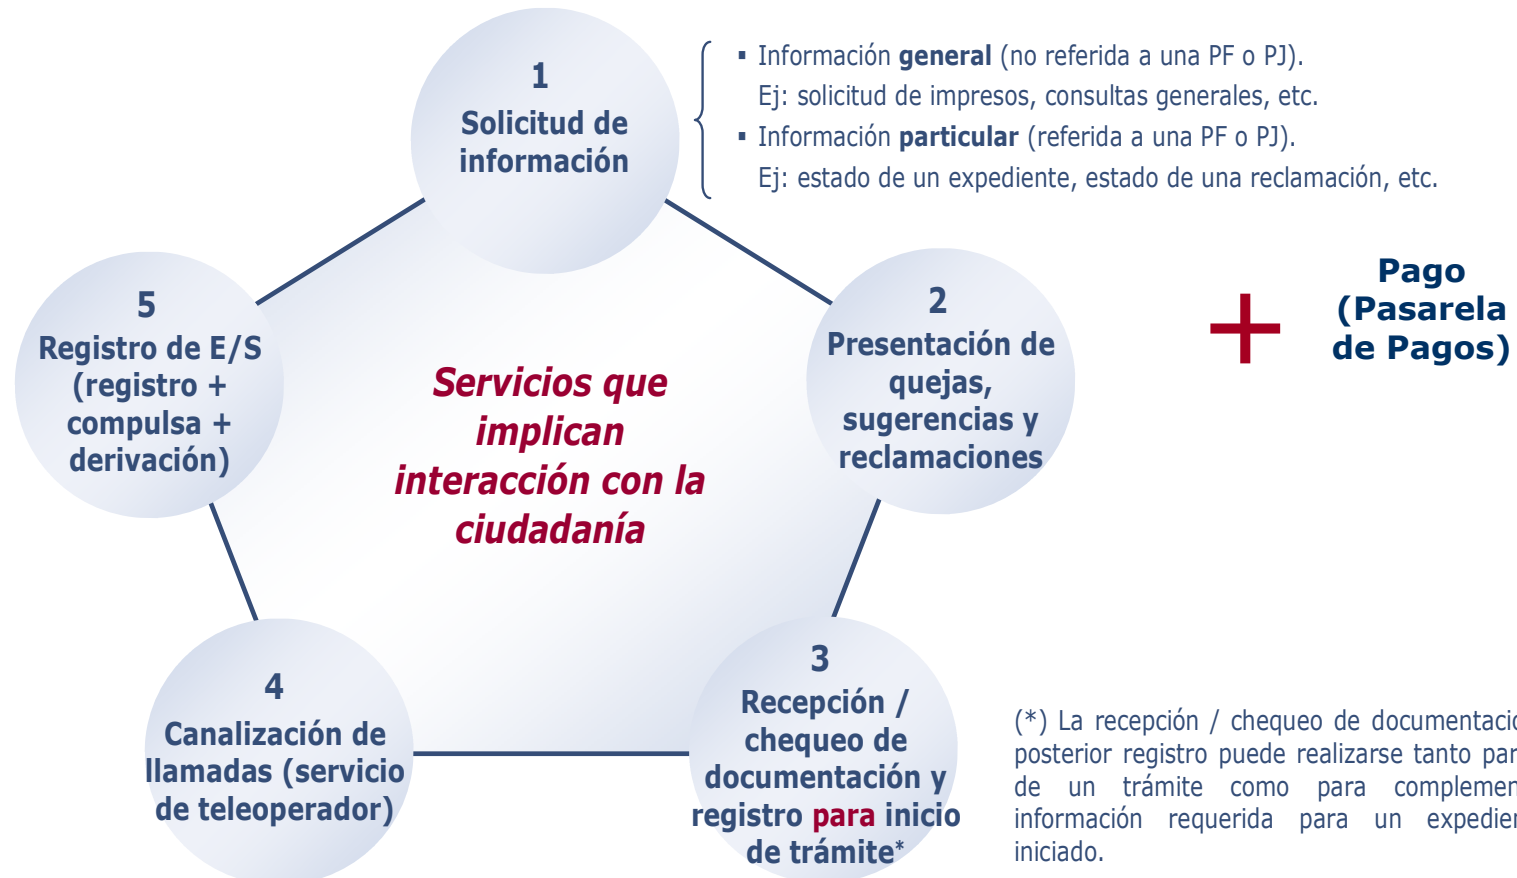 1
Solicitud de
información
▪ Información general (no referida a una PF o PJ).
Ej: solicitud de impresos, consultas generales, etc.
▪ Información particular (referida a una PF o PJ).
Ej: estado de un expediente, estado de una reclamación, etc.
2
Presentación de
quejas,
sugerencias y
reclamaciones
+
Pago
(Pasarela
de Pagos)
5
Registro de E/S
(registro +
compulsa +
derivación)
Servicios que
implican
interacción con la
ciudadanía
4
Canalización de
llamadas (servicio
de teleoperador)
3
Recepción /
chequeo de
documentación y
registro para inicio
de trámite*
(*) La recepción / chequeo de
posterior registro puede realizarse tanto
de un trámite como para
información requerida para un
iniciado.